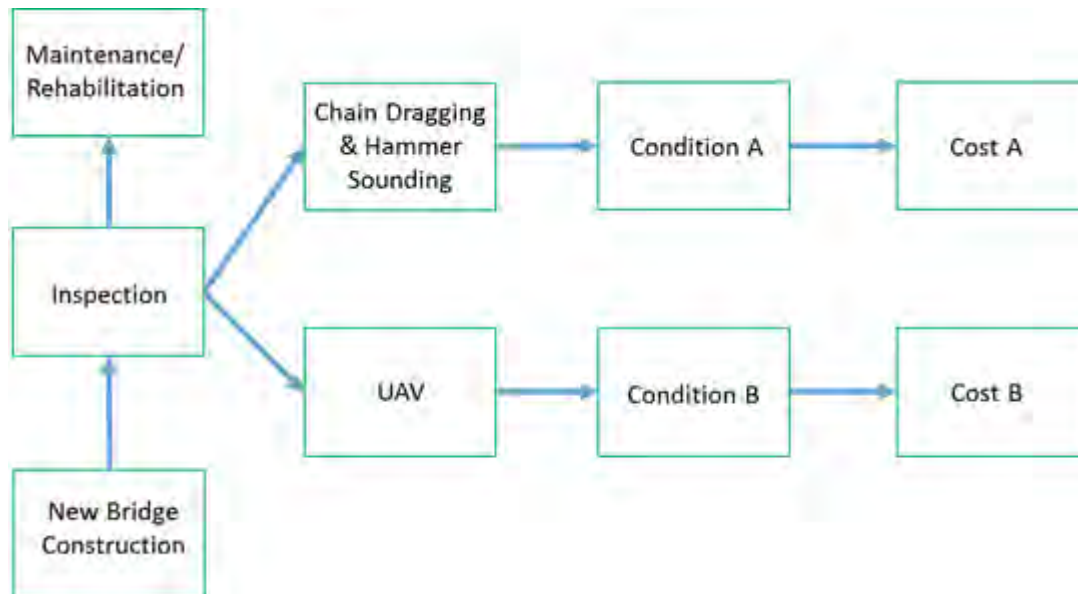 Maintenance/
Rehabilitation
Chain Dragging
& Hammer
Sounding
Condition A
Cost A
Inspection
UAV
Condition B
Cost B
New Bridge
Construction